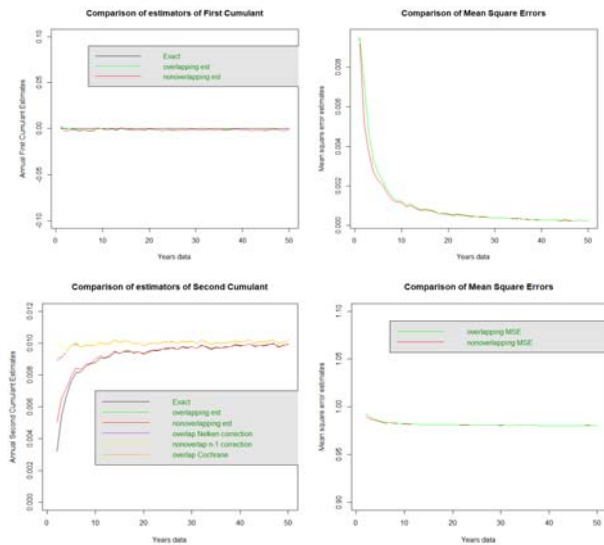 Comparison of estimators of First Cumulant
Annual First Cumulant Estimates
0.10
0.05
0.00
-0.05
-0.10
Exact
overlapping est
nonoverlapping est
0 10 20 30 40 50
Years data
Comparison of Mean Square Errors
Mean square error estimates
0.008
0.006
0.004
0.002
0.000
0 10 20 30 40 50
Years data
Comparison of estimators of Second Cumulant
Annual Second Cumulant Estimates
0.012
0.010
0.008
0.006
0.004
0.002
0.000
Exact
overlapping est
nonoverlapping est
overlap Nelken correction
nonoverlap n-1 correction
overlap Cochrane
0 10 20 30 40 50
Years data
Comparison of Mean Square Errors
Mean square error estimates
1.10
1.05
1.00
0.95
0.90
overlapping MSE
nonoverlapping MSE
0 10 20 30 40 50
Years data